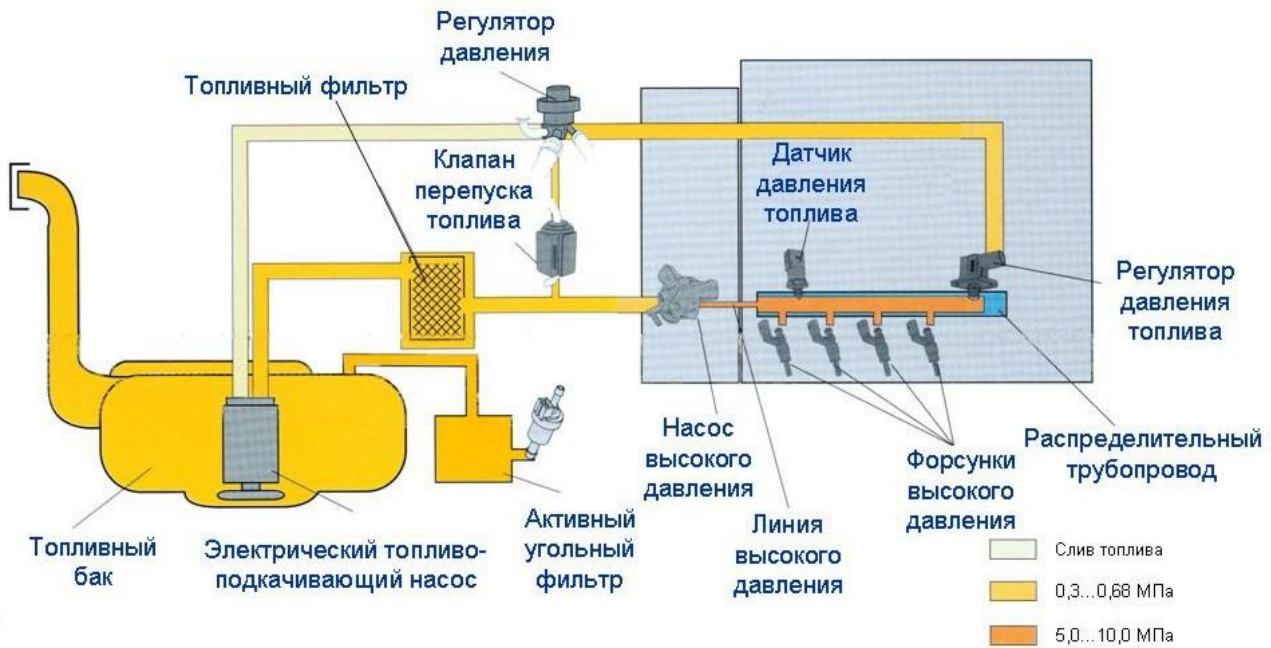 Регулятор
давления
Топливный фильтр
Клапан
перепуска
топлива
Датчик
давления
топлива
Регулятор
давления
топлива
Насос
высокого
давления
Форсунки
высокого
давления
Распределительный
трубопровод
Топливный
бак
Электрический топливо-
подкачивающий насос
Активный
угольный
фильтр
Линия
высокого
давления
Слив топлива
0,3...0,68 МПа
5,0...10,0 МПа